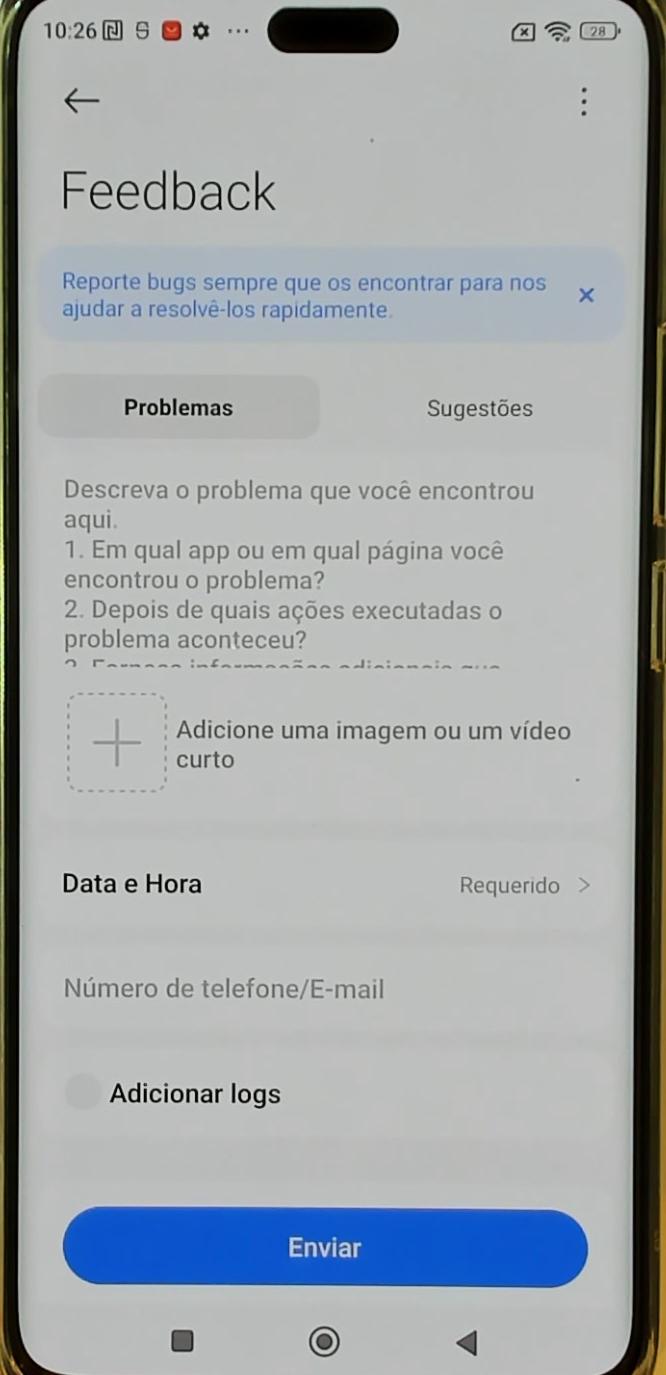 10:26
28
Feedback
Reporte bugs sempre que os encontrar para nos
ajudar a resolvê-los rapidamente.
Problemas
Sugestões
Descreva o problema que você encontrou
aqui.
1. Em qual app ou em qual página você
encontrou o problema?
2. Depois de quais ações executadas o
problema aconteceu?
Adicione uma imagem ou um vídeo
curto
Data e Hora
Requerido
Número de telefone/E-mail
Adicionar logs
Enviar